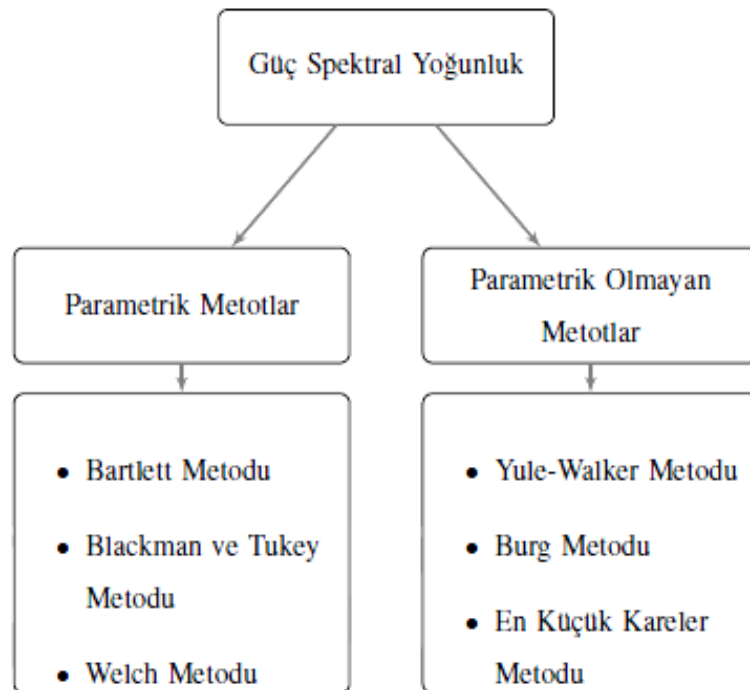 Güç Spektral Yoğunluk
Parametrik Metotlar
Parametrik Olmayan
Metotlar
• Bartlett Metodu
• Blackman ve Tukey
Metodu
• Welch Metodu
• Yule-Walker Metodu
• Burg Metodu
• En Küçük Kareler
Metodu